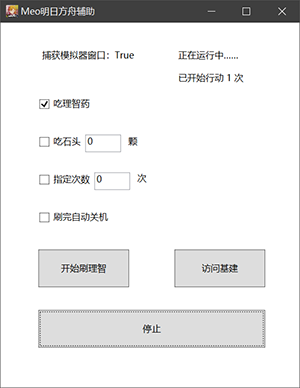 Meo明日方舟辅助
捕获模拟器窗口：True 正在运行中......
已开始行动 1 次
吃理智药
吃石头 0 颗
指定次数 0 次
刷完自动关机
开始刷理智 访问基建
停止